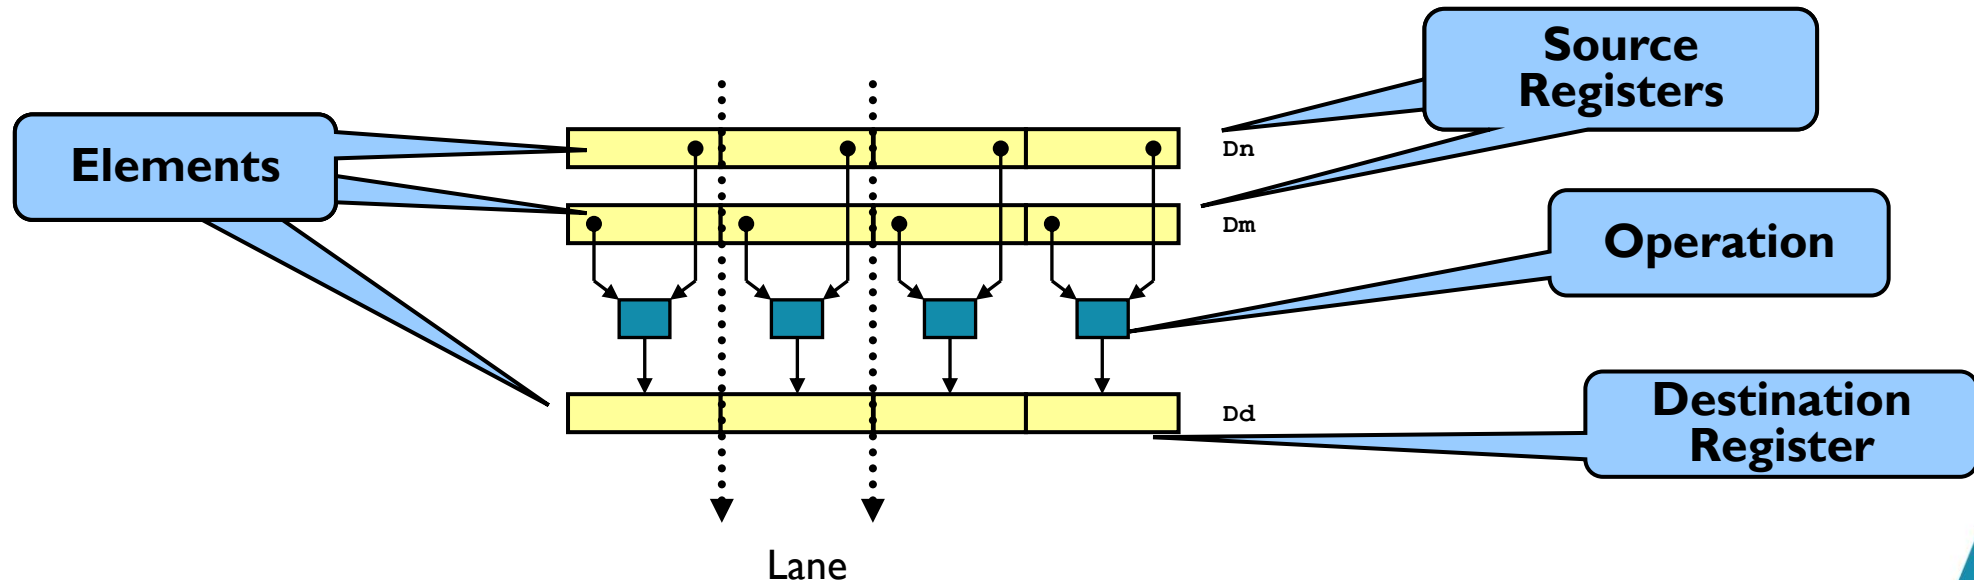 Source
Registers
Elements
Dn
Dm
Operation
Dd
Destination
Register
Lane